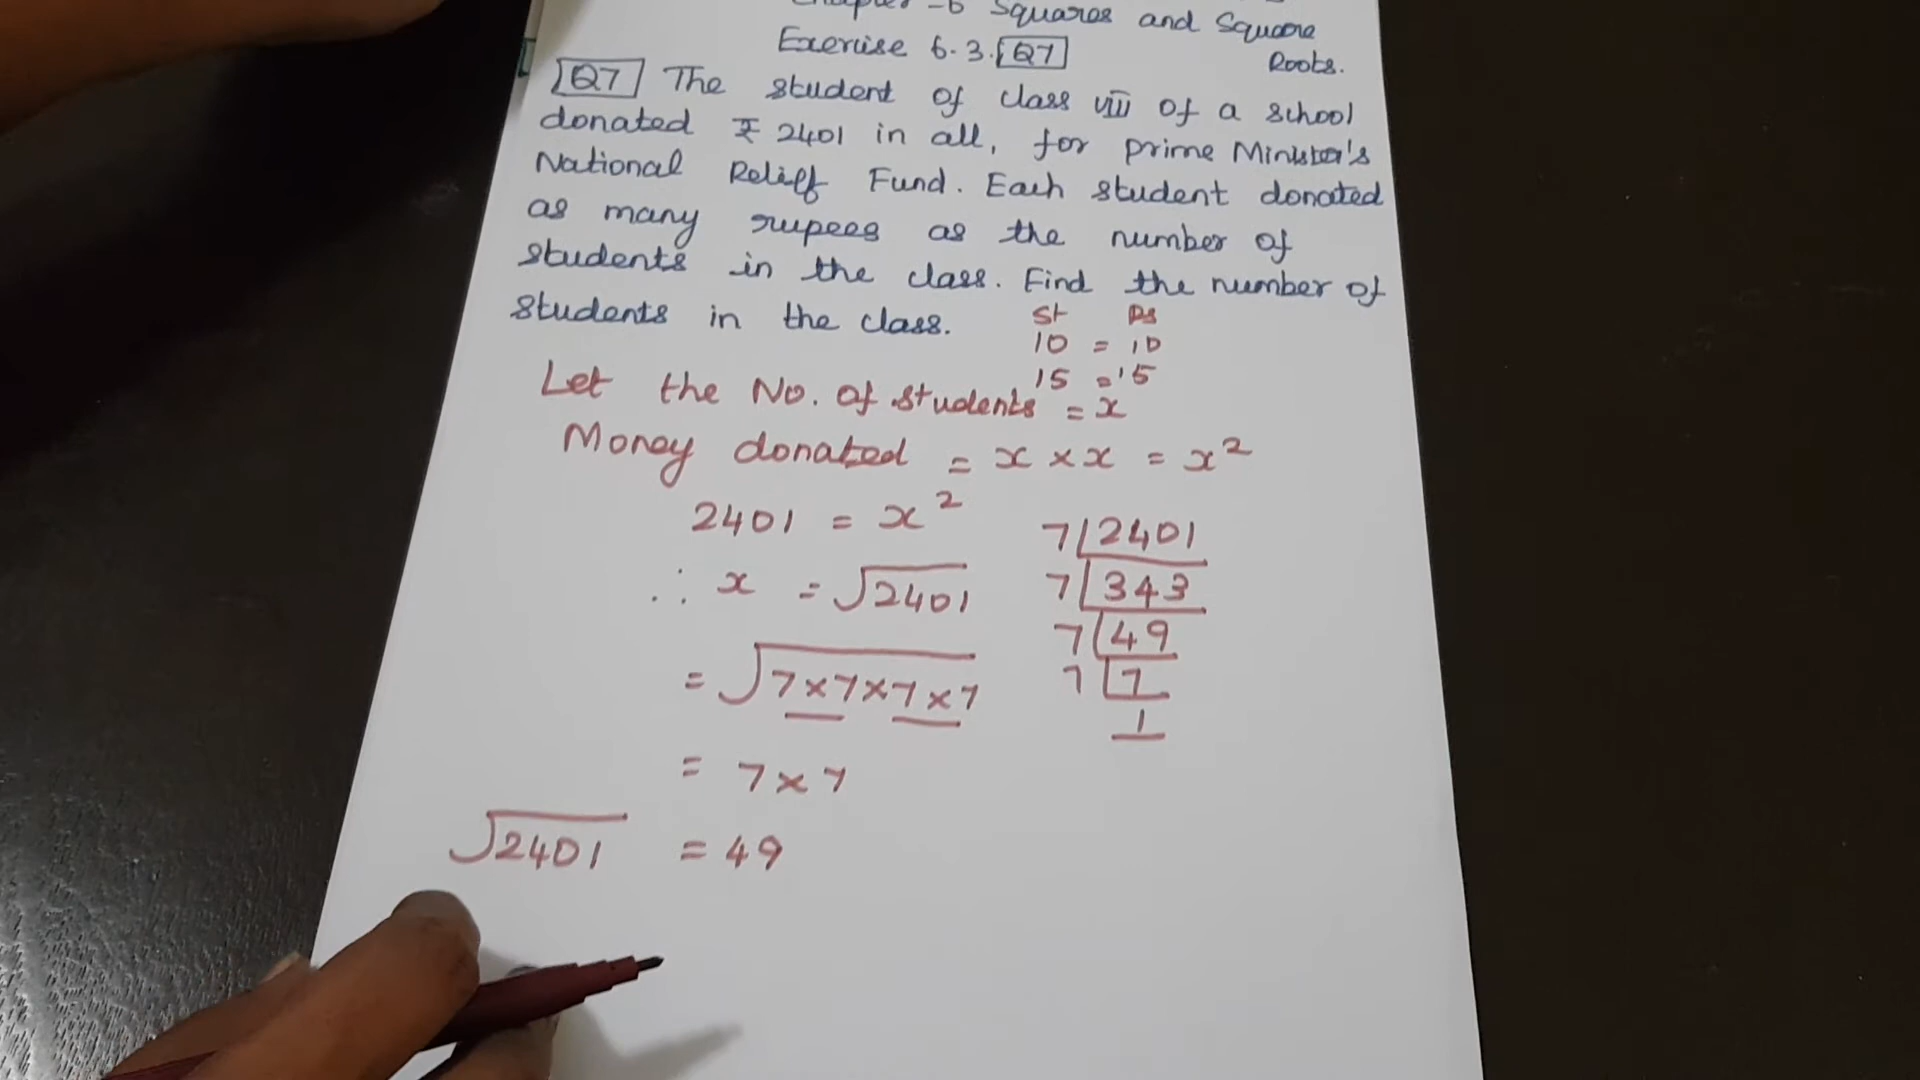 Chapter -6 Squares and Square
Roots.
Exercise 6.3. Q7
Q7 The student of class VIII of a school
donated ₹ 2401 in all, for prime Minister's
National Relieff Fund. Each student donated
as many rupees as the number of
students in the class. Find the number of
students in the class.
St Rs
10 = 10
15 = 15
Let the No. of students = x
Money donated = x × x = x²
2401 = x²
∴ x = √2401
= √7×7×7×7
= 7×7
√2401 = 49
7 2401
7 343
7 49
7 7
1